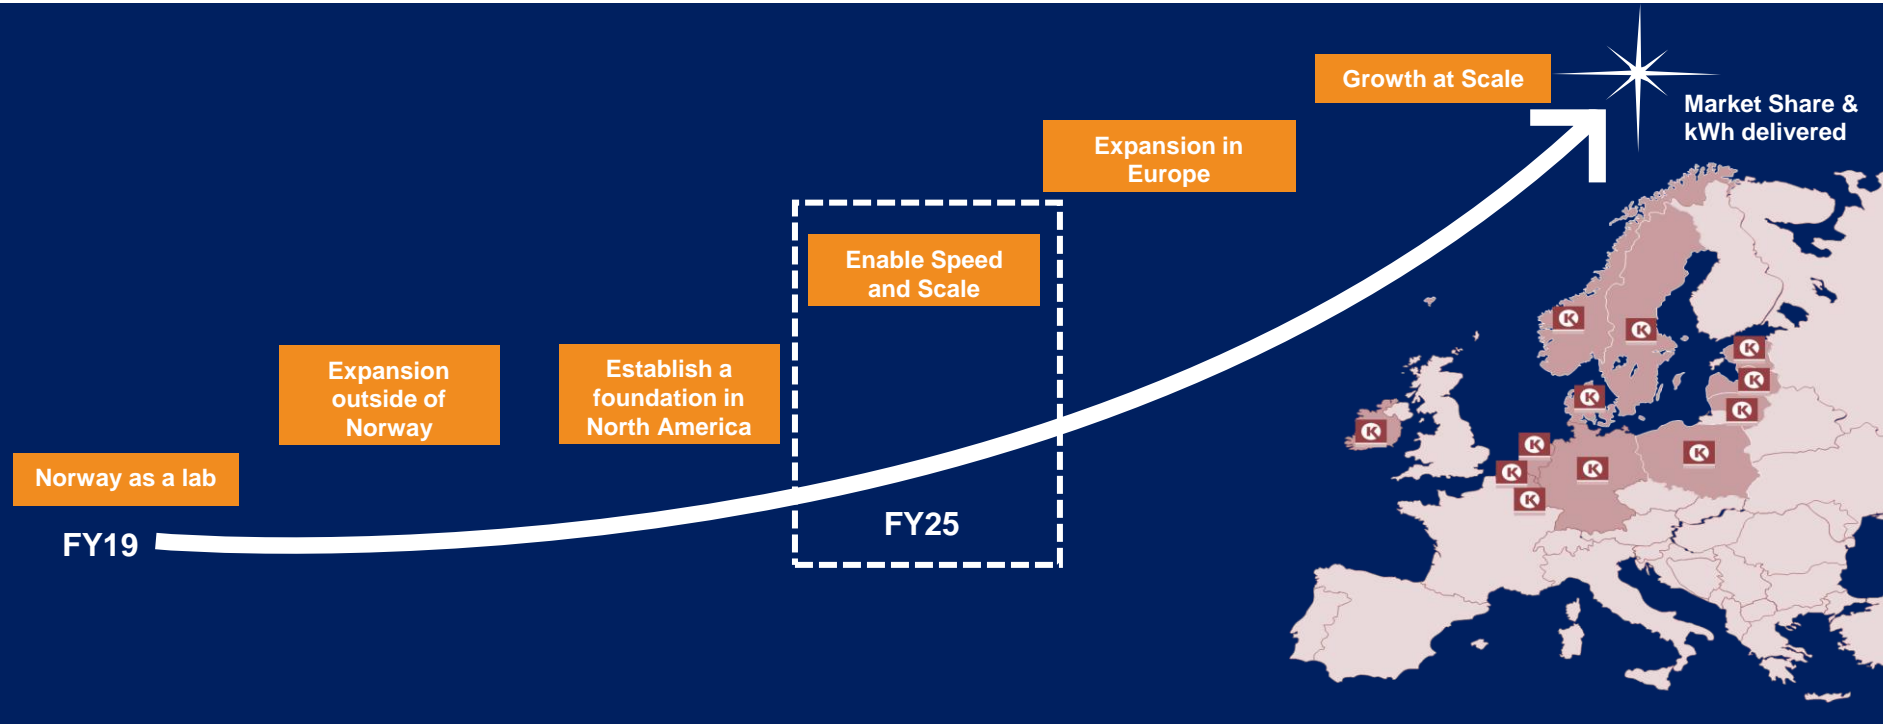 Growth at Scale
Market Share &
kWh delivered
Expansion in
Europe
Enable Speed
and Scale
Expansion
outside of
Norway
Establish a
foundation in
North America
Norway as a lab
FY19
FY25
K
K
K
K
K
K
K
K
K
K
K
K